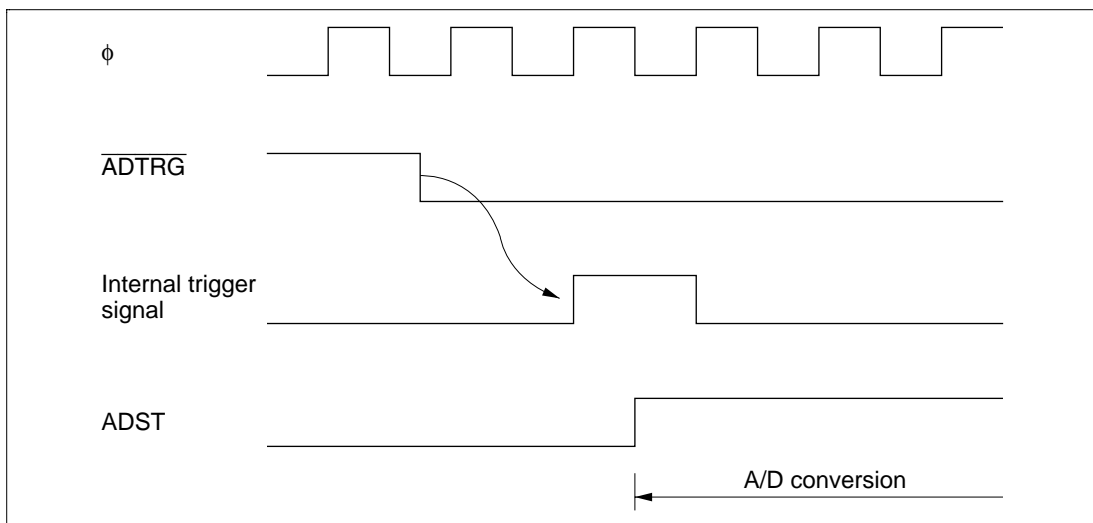 ϕ
ADTRG
Internal trigger
signal
ADST
A/D conversion